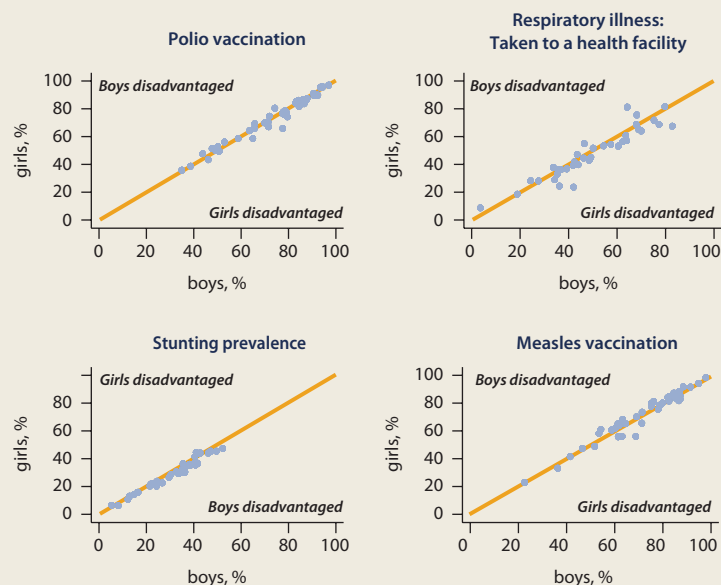 Polio vaccination
100
80
60
40
20
0
girls, %
Boys disadvantaged
Girls disadvantaged
0 20 40 60 80 100
boys, %
Respiratory illness:
Taken to a health facility
100
80
60
40
20
0
girls, %
Boys disadvantaged
Girls disadvantaged
0 20 40 60 80 100
boys, %
Stunting prevalence
80
60
40
20
0
girls, %
Girls disadvantaged
Boys disadvantaged
0 20 40 60 80 100
boys, %
Measles vaccination
100
80
60
40
20
0
girls, %
Boys disadvantaged
Girls disadvantaged
0 20 40 60 80 100
boys, %